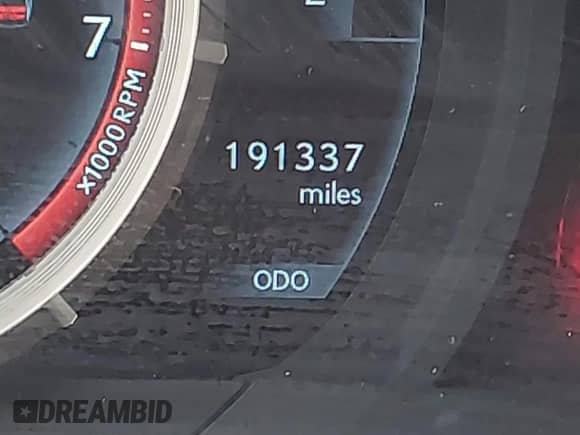 7
x1000RPM
191337
miles
ODO
DREAMBID